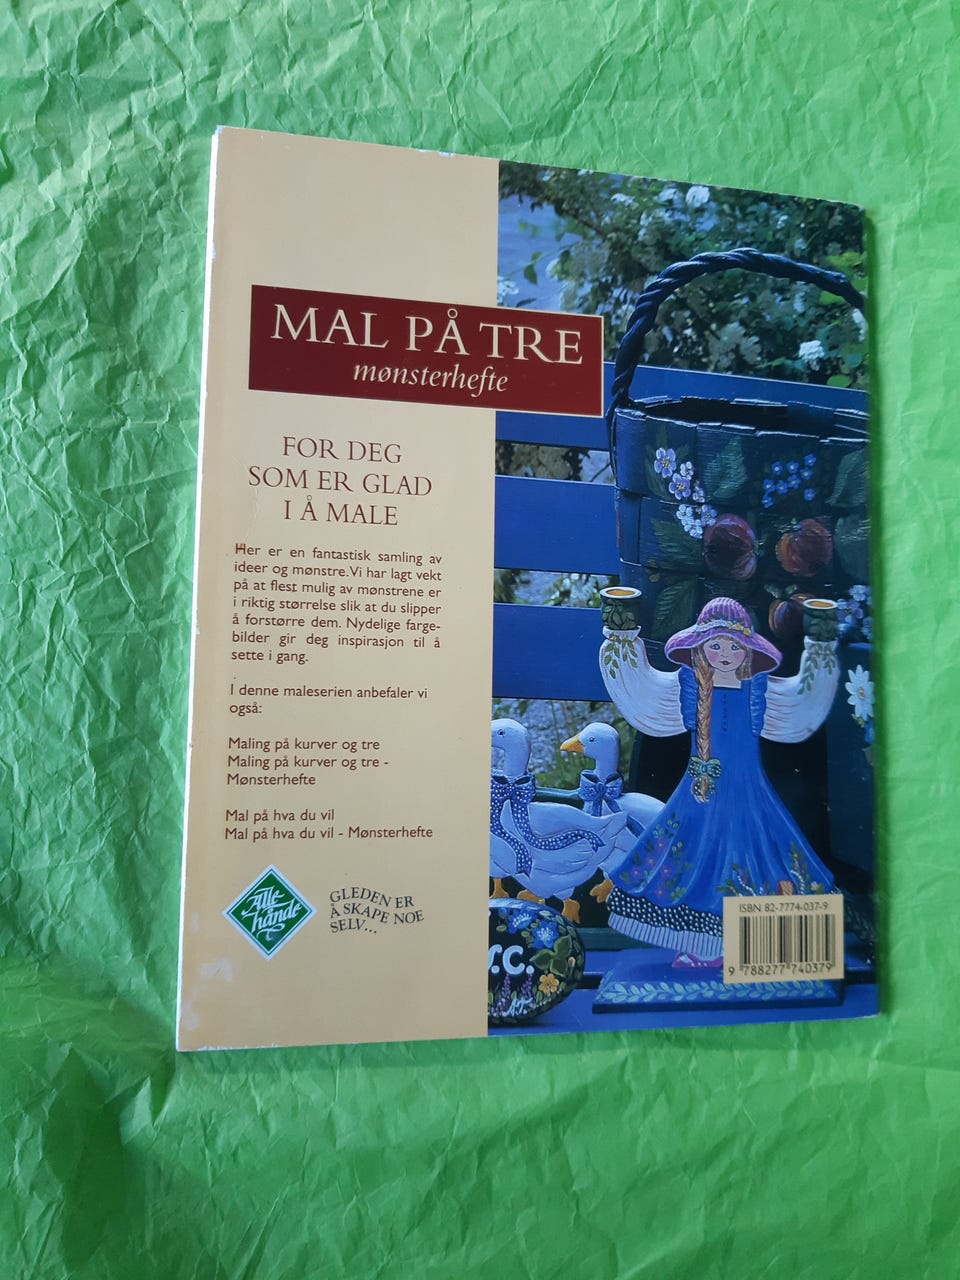 MAL PÅ TRE
mønsterhefte
FOR DEG
SOM ER GLAD
I Å MALE
Her er en fantastisk samling av
ideer og mønstre. Vi har lagt vekt
på at flest mulig av mønstrene er
i riktig størrelse slik at du slipper
å forstørre dem. Nydelige farge-
bilder gir deg inspirasjon til å
sette i gang.
I denne maleserien anbefaler vi
også:
Maling på kurver og tre
Maling på kurver og tre -
Mønsterhefte
Mal på hva du vil
Mal på hva du vil - Mønsterhefte
Alle
hånde
GLEDEN ER
Å SKAPE NOE
SELV...
.C.
A.T.
ISBN 82-7774-037-9
9 788277 740379